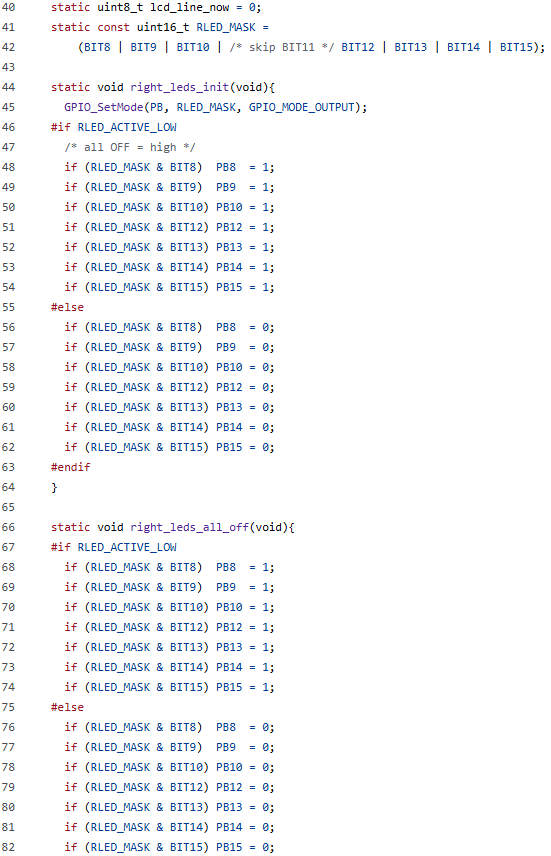 40 static uint8_t lcd_line_now = 0;
41 static const uint16_t RLED_MASK =
42     (BIT8 | BIT9 | BIT10 | /* skip BIT11 */ BIT12 | BIT13 | BIT14 | BIT15);
43
44 static void right_leds_init(void){
45   GPIO_SetMode(PB, RLED_MASK, GPIO_MODE_OUTPUT);
46 #if RLED_ACTIVE_LOW
47   /* all OFF = high */
48   if (RLED_MASK & BIT8)  PB8  = 1;
49   if (RLED_MASK & BIT9)  PB9  = 1;
50   if (RLED_MASK & BIT10) PB10 = 1;
51   if (RLED_MASK & BIT12) PB12 = 1;
52   if (RLED_MASK & BIT13) PB13 = 1;
53   if (RLED_MASK & BIT14) PB14 = 1;
54   if (RLED_MASK & BIT15) PB15 = 1;
55 #else
56   if (RLED_MASK & BIT8)  PB8  = 0;
57   if (RLED_MASK & BIT9)  PB9  = 0;
58   if (RLED_MASK & BIT10) PB10 = 0;
59   if (RLED_MASK & BIT12) PB12 = 0;
60   if (RLED_MASK & BIT13) PB13 = 0;
61   if (RLED_MASK & BIT14) PB14 = 0;
62   if (RLED_MASK & BIT15) PB15 = 0;
63 #endif
64 }
65
66 static void right_leds_all_off(void){
67 #if RLED_ACTIVE_LOW
68   if (RLED_MASK & BIT8)  PB8  = 1;
69   if (RLED_MASK & BIT9)  PB9  = 1;
70   if (RLED_MASK & BIT10) PB10 = 1;
71   if (RLED_MASK & BIT12) PB12 = 1;
72   if (RLED_MASK & BIT13) PB13 = 1;
73   if (RLED_MASK & BIT14) PB14 = 1;
74   if (RLED_MASK & BIT15) PB15 = 1;
75 #else
76   if (RLED_MASK & BIT8)  PB8  = 0;
77   if (RLED_MASK & BIT9)  PB9  = 0;
78   if (RLED_MASK & BIT10) PB10 = 0;
79   if (RLED_MASK & BIT12) PB12 = 0;
80   if (RLED_MASK & BIT13) PB13 = 0;
81   if (RLED_MASK & BIT14) PB14 = 0;
82   if (RLED_MASK & BIT15) PB15 = 0;